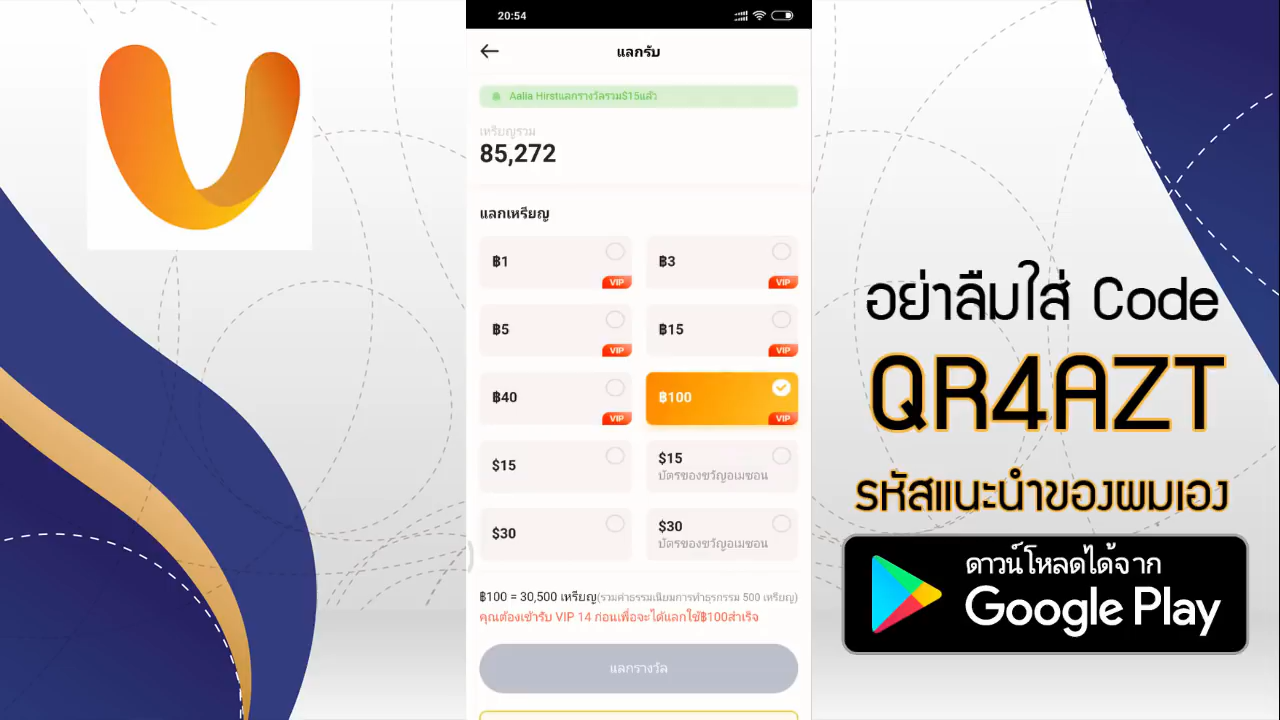 20:54
แลกรับ
Aalia Hirstแลกรางวัลรวม$15แล้ว
เหรียญรวม
85,272
แลกเหรียญ
฿1
VIP
฿3
VIP
฿5
VIP
฿15
VIP
฿40
VIP
฿100
VIP
$15
$15
บัตรของขวัญอเมซอน
$30
$30
บัตรของขวัญอเมซอน
฿100 = 30,500 เหรียญ(รวมค่าธรรมเนียมการทำธุรกรรม 500 เหรียญ)
คุณต้องเข้ารับ VIP 14 ก่อนเพื่อจะได้แลกใช้฿100สำเร็จ
แลกรางวัล
อย่าลืมใส่ Code
QR4AZT
รหัสแนะนำของผมเอง
ดาวน์โหลดได้จาก
Google Play